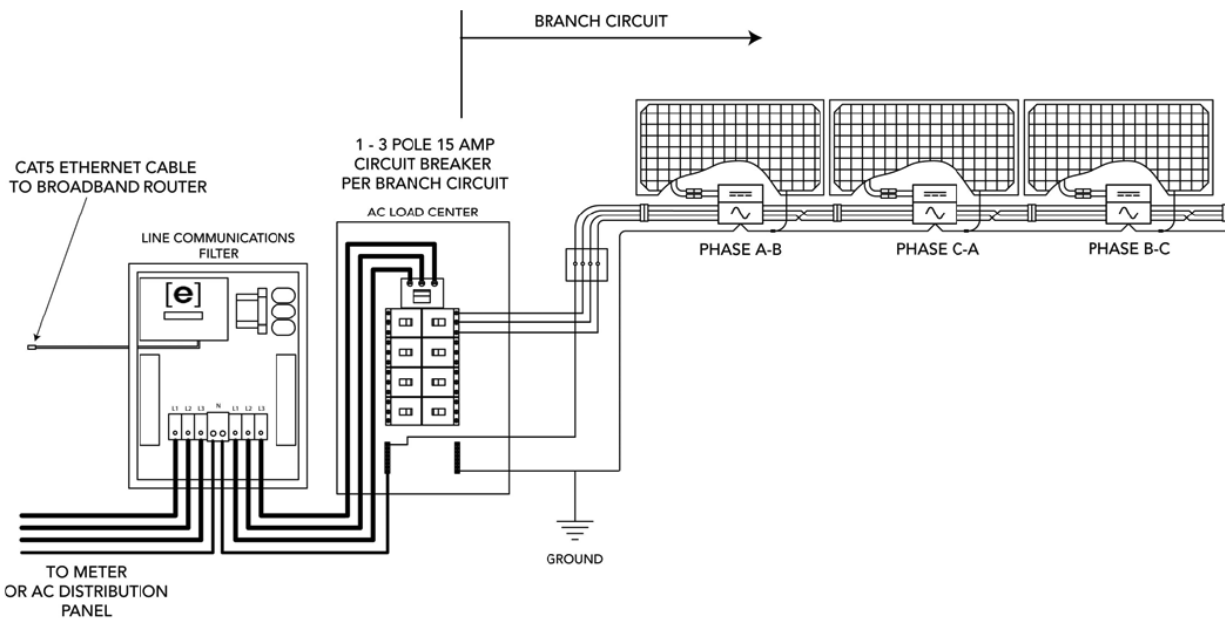 BRANCH CIRCUIT
1 - 3 POLE 15 AMP
CIRCUIT BREAKER
PER BRANCH CIRCUIT
CAT5 ETHERNET CABLE
TO BROADBAND ROUTER
AC LOAD CENTER
LINE COMMUNICATIONS
FILTER
[e]
PHASE A-B
PHASE C-A
PHASE B-C
L1 L2 L3 N L1 L2 L3
GROUND
TO METER
OR AC DISTRIBUTION
PANEL